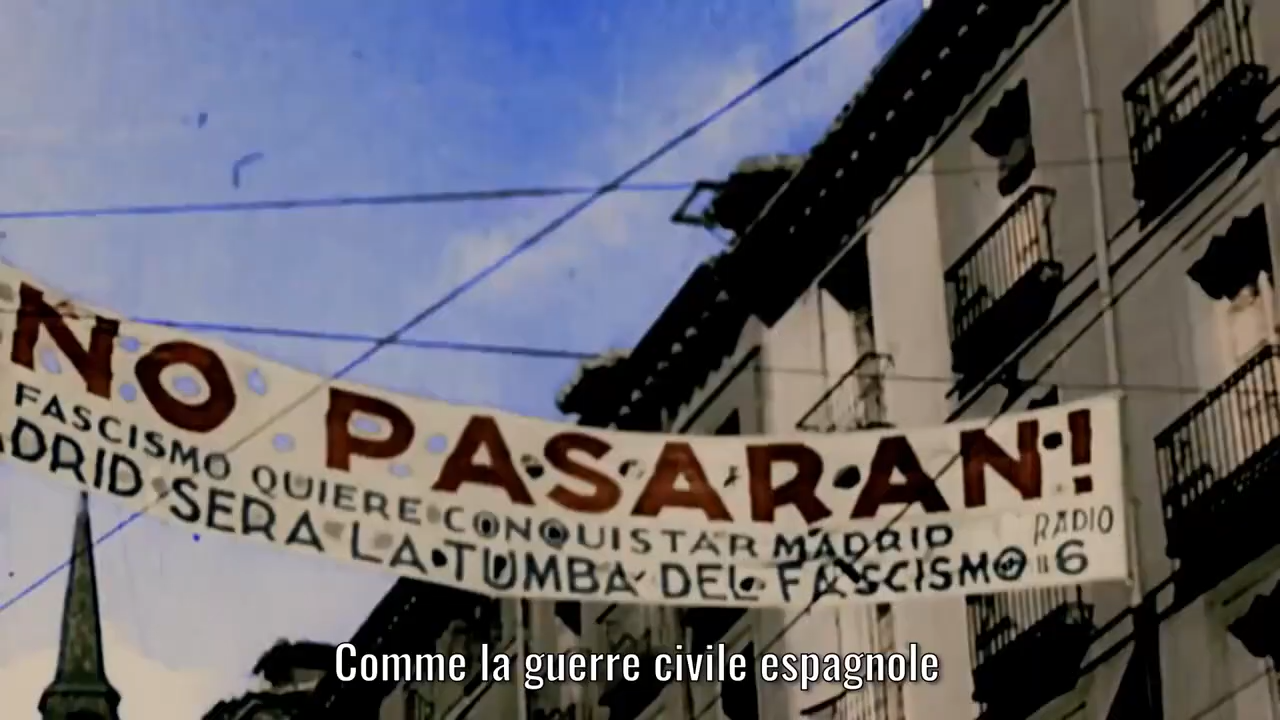 NO PASARAN!
FASCISMO QUIERE CONQUISTAR MADRID
MADRID SERA LA TUMBA DEL FASCISMO
RADIO
6
Comme la guerre civile espagnole